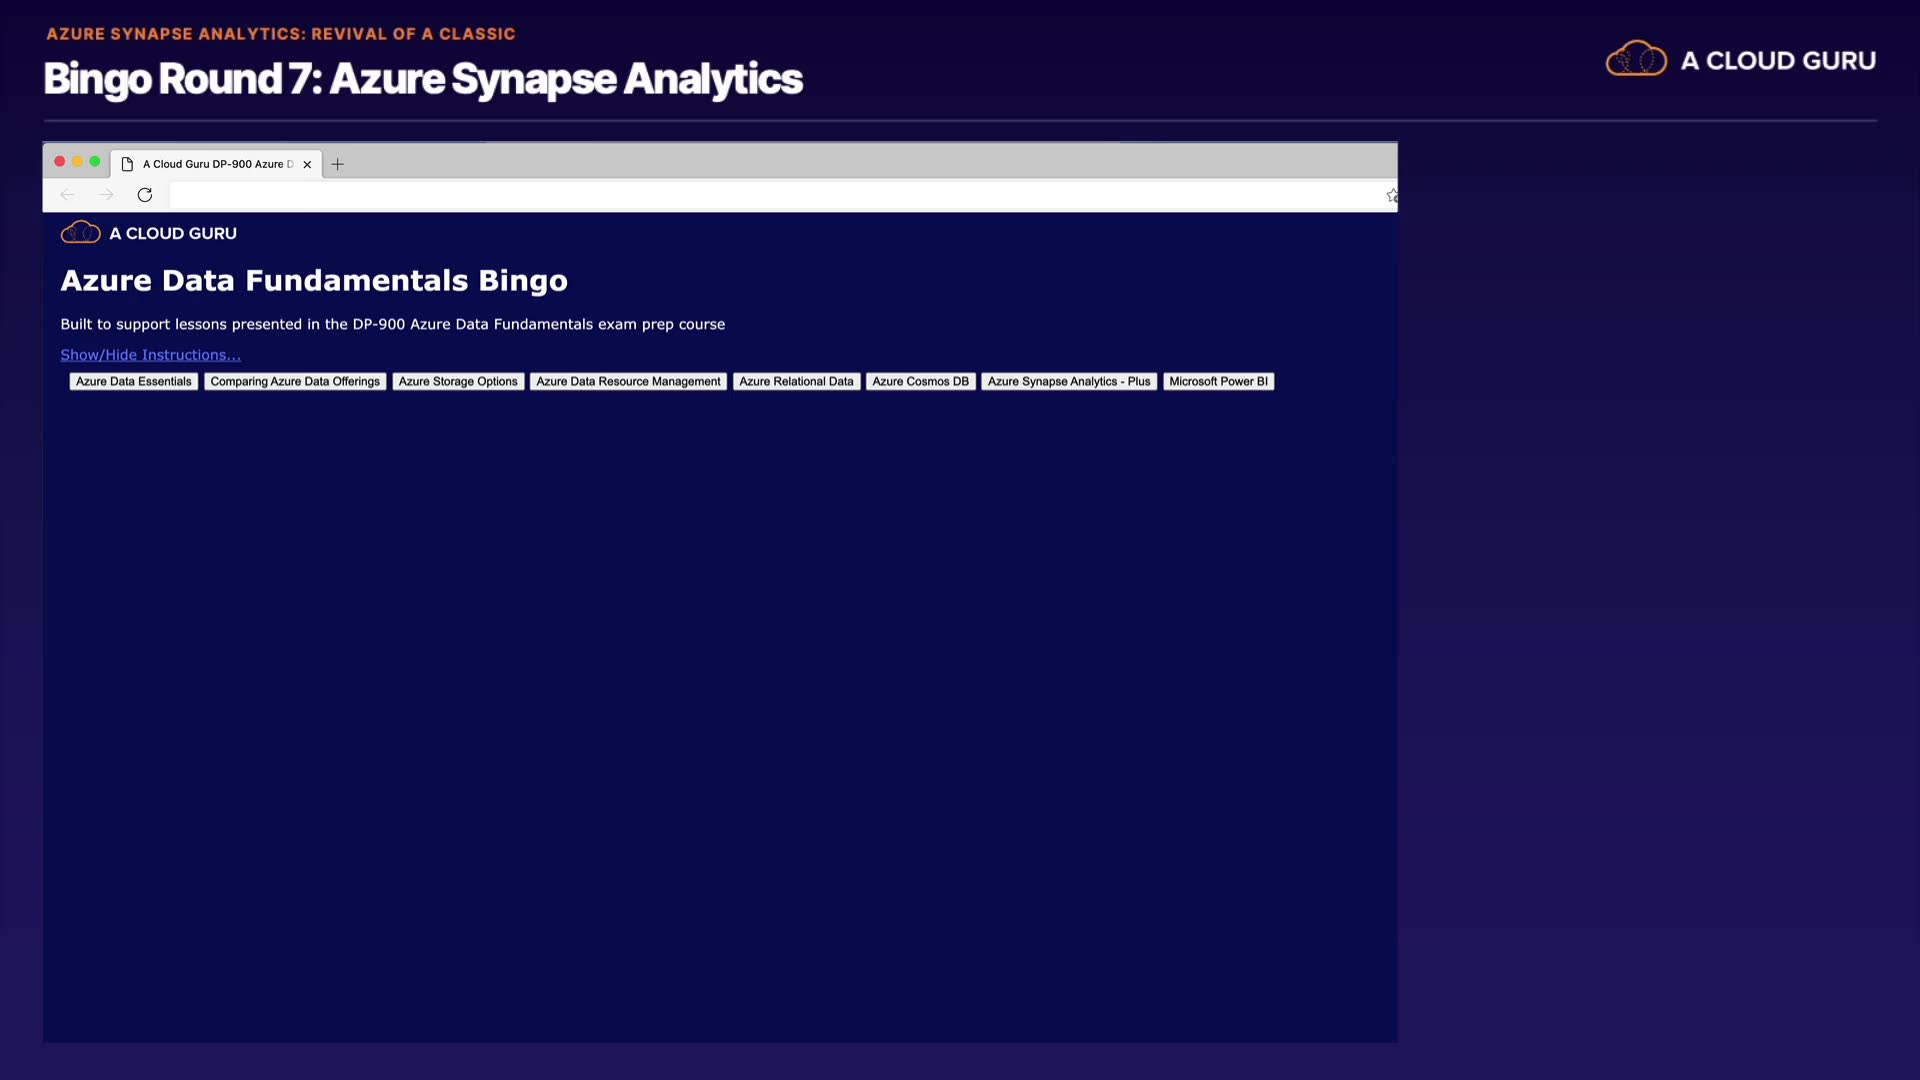 AZURE SYNAPSE ANALYTICS: REVIVAL OF A CLASSIC
Bingo Round 7: Azure Synapse Analytics
A CLOUD GURU
A Cloud Guru DP-900 Azure D
A CLOUD GURU
Azure Data Fundamentals Bingo
Built to support lessons presented in the DP-900 Azure Data Fundamentals exam prep course
Show/Hide Instructions...
Azure Data Essentials Comparing Azure Data Offerings Azure Storage Options Azure Data Resource Management Azure Relational Data Azure Cosmos DB Azure Synapse Analytics - Plus Microsoft Power BI